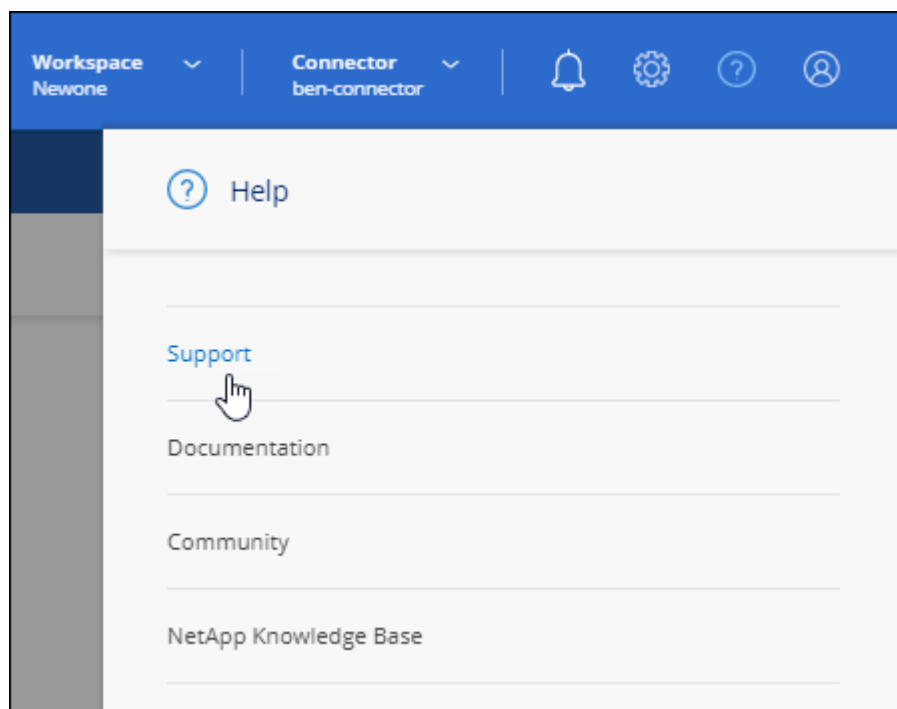 Workspace
Newone
Connector
ben-connector
Help
Support
Documentation
Community
NetApp Knowledge Base